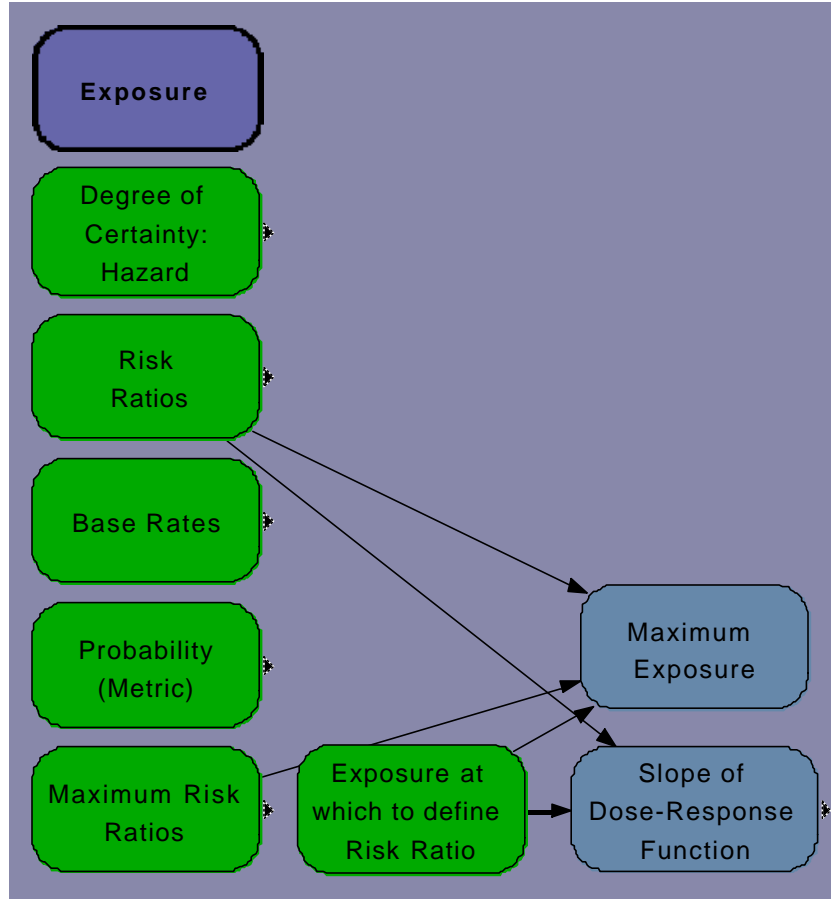 Exposure
Degree of
Certainty:
Hazard
Risk
Ratios
Base Rates
Probability
(Metric)
Maximum Risk
Ratios
Exposure at
which to define
Risk Ratio
Maximum
Exposure
Slope of
Dose-Response
Function